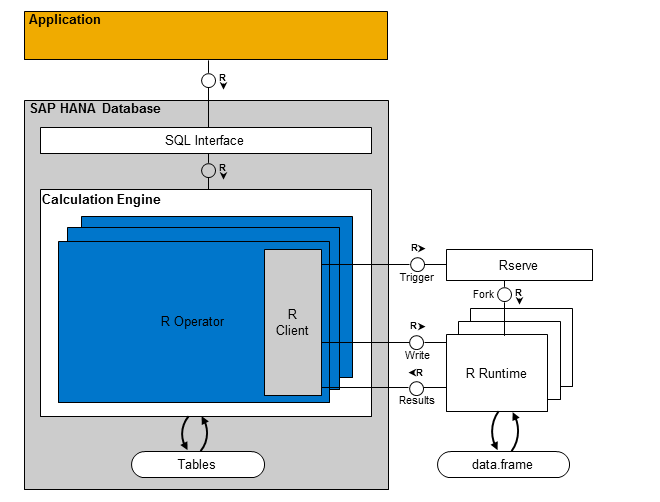 Application
R
SAP HANA Database
SQL Interface
R
Calculation Engine
R Operator
R
Client
R
Trigger
Rserve
Fork
R
R
Write
R Runtime
R
Results
Tables
data.frame